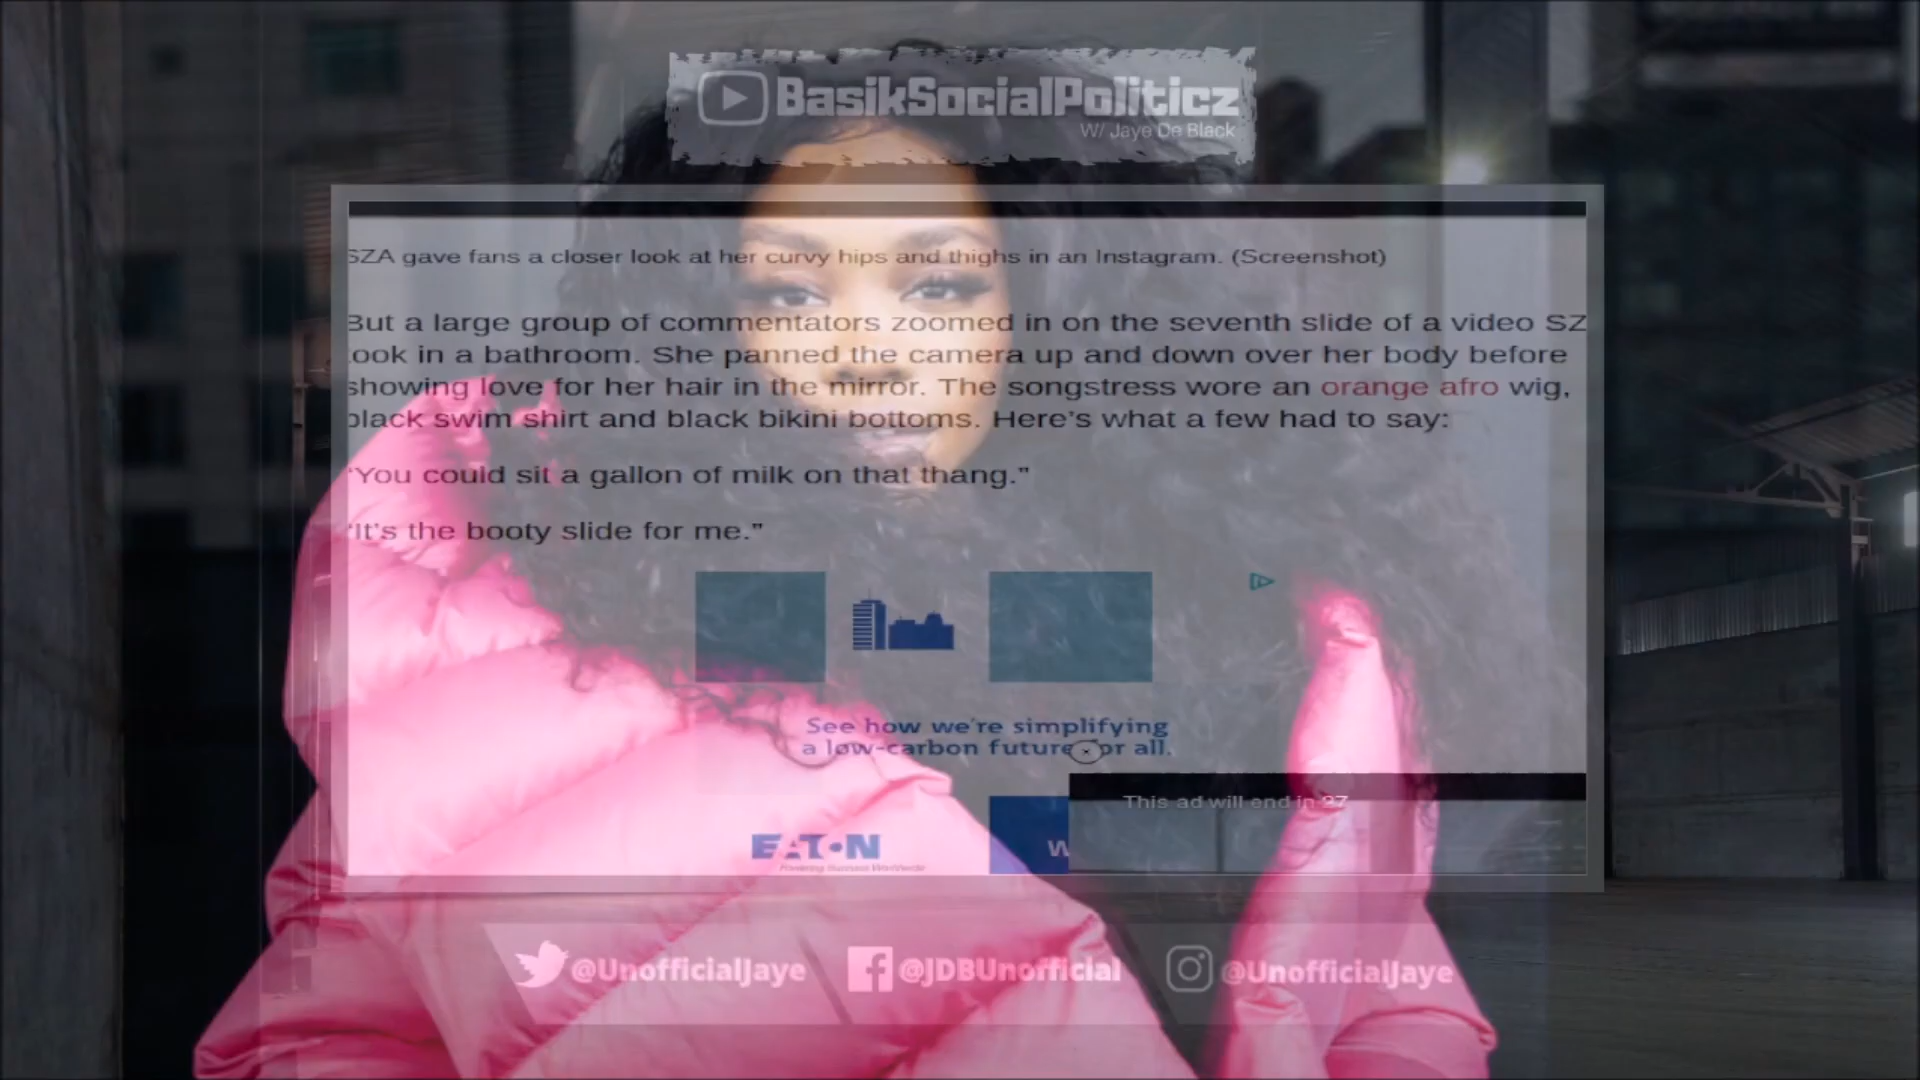 BasikSocialPoliticz
W/ Jaye De Black
SZA gave fans a closer look at her curvy hips and thighs in an Instagram. (Screenshot)
But a large group of commentators zoomed in on the seventh slide of a video SZ
ook in a bathroom. She panned the camera up and down over her body before
showing love for her hair in the mirror. The songstress wore an orange afro wig,
black swim shirt and black bikini bottoms. Here's what a few had to say:
"You could sit a gallon of milk on that thang."
"It's the booty slide for me."
See how we're simplifying
a low-carbon future for all.
This ad will end in 27
EATON
Powering Business Worldwide
W
@UnofficialJaye @JDBUnofficial @UnofficialJaye